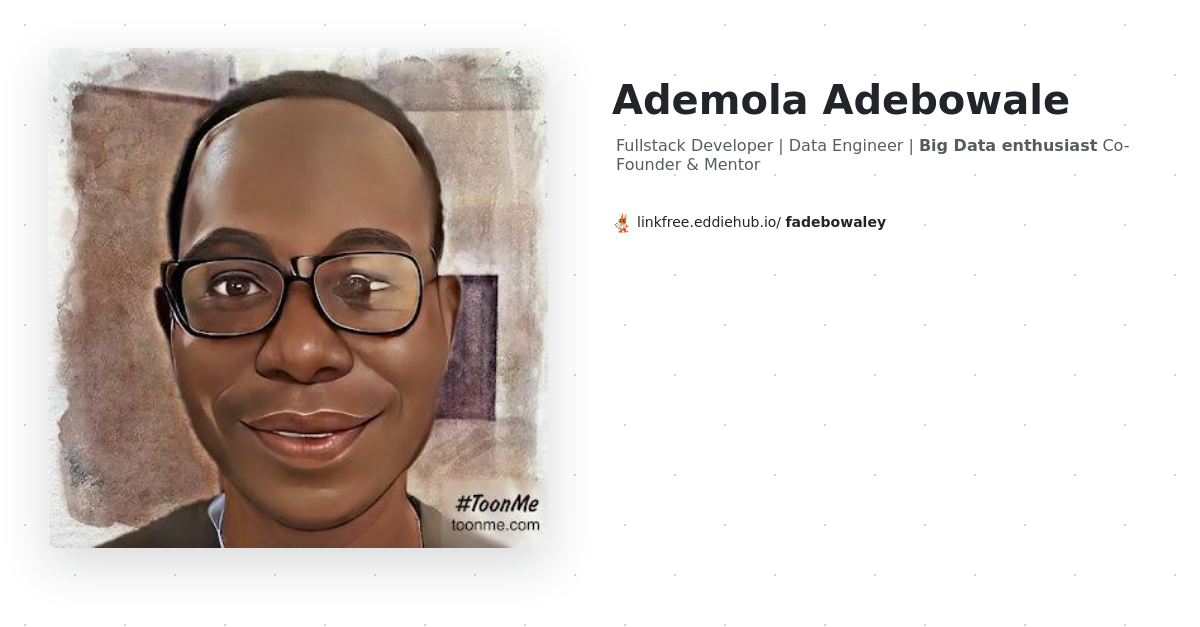 Ademola Adebowale
Fullstack Developer | Data Engineer | Big Data enthusiast Co-
Founder & Mentor
linkfree.eddiehub.io/ fadebowaley
#ToonMe
toonme.com